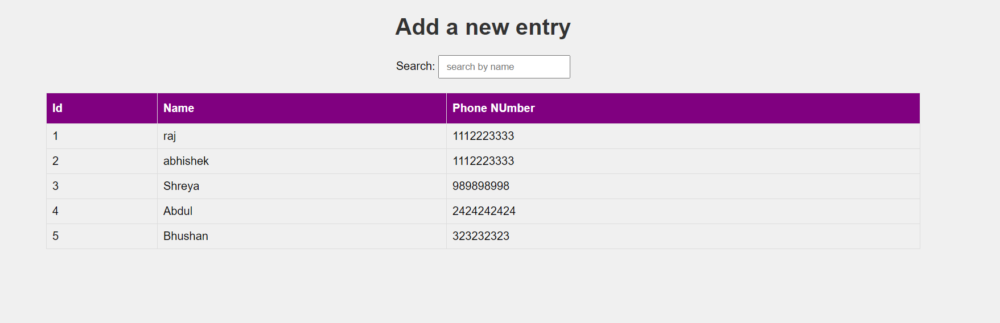 Add a new entry
Search: search by name
Id Name Phone NUmber
1 raj 1112223333
2 abhishek 1112223333
3 Shreya 989898998
4 Abdul 2424242424
5 Bhushan 323232323